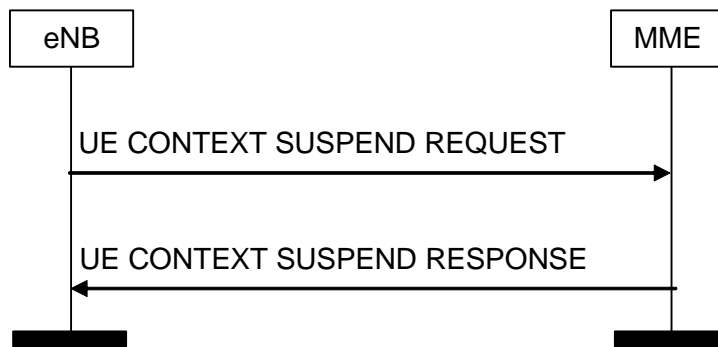 eNB
MME
UE CONTEXT SUSPEND REQUEST
UE CONTEXT SUSPEND RESPONSE